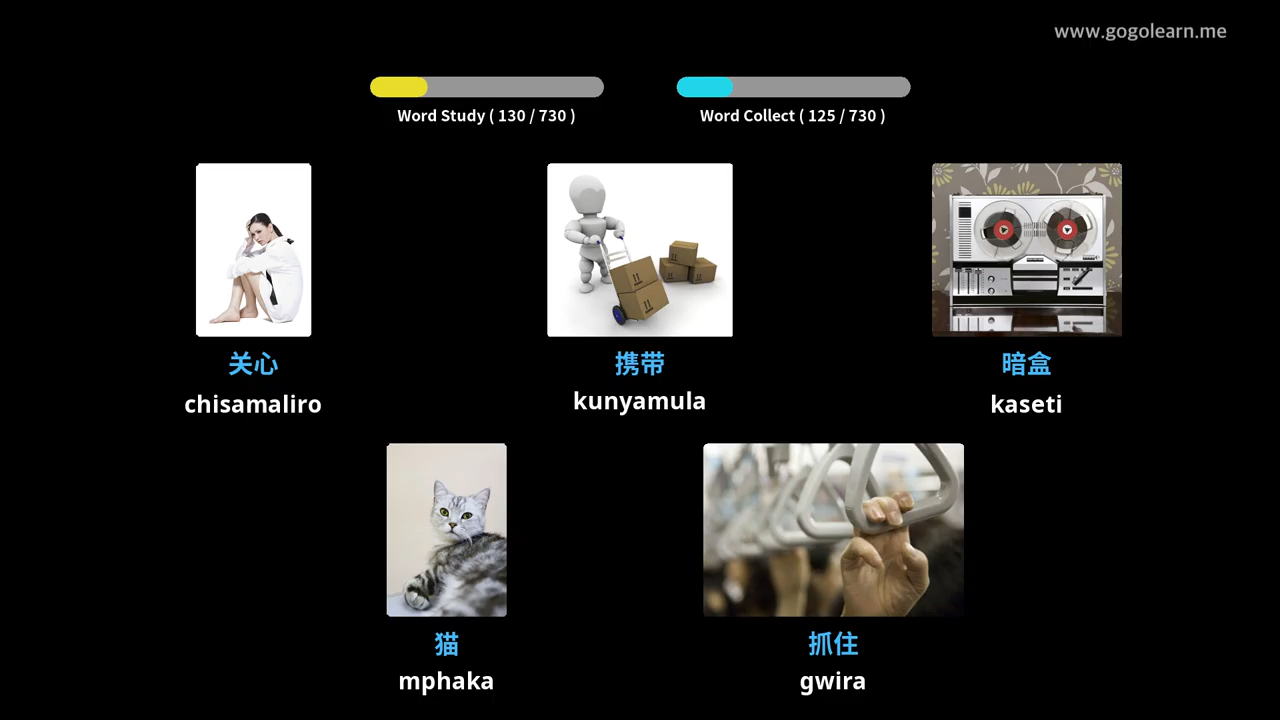 www.gogolearn.me
Word Study ( 130 / 730 )
Word Collect ( 125 / 730 )
关心
携带
暗盒
chisamaliro
kunyamula
kaseti
猫
抓住
mphaka
gwira